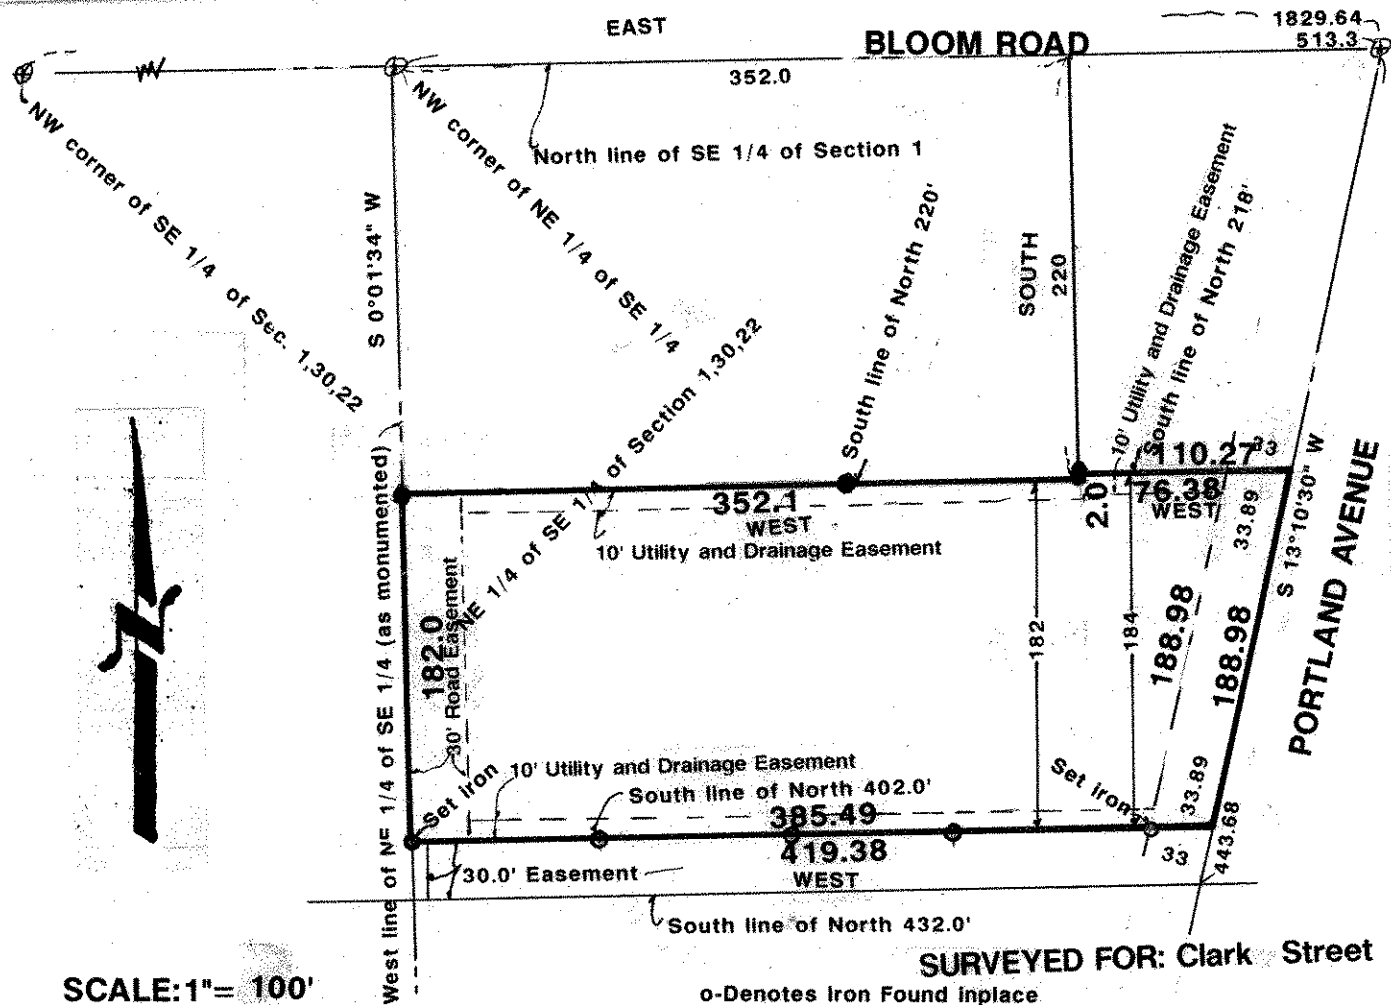 EAST
BLOOM ROAD
1829.64
513.3
352.0
North line of SE 1/4 of Section 1
NW corner of SE 1/4 of Sec. 1,30,22
NW corner of NE 1/4 of SE 1/4
S 0°01'34" W
SOUTH
220
South line of North 220'
10' Utility and Drainage Easement
South line of North 218'
NE 1/4 of SE 1/4 of Section 1,30,22
110.27
33
352.1
WEST
2.0
76.38
WEST
33.89
S 13°10'30" W
PORTLAND AVENUE
10' Utility and Drainage Easement
West line of NE 1/4 of SE 1/4 (as monumented)
182.0
30' Road Easement
182
184
188.98
188.98
Set iron
10' Utility and Drainage Easement
South line of North 402.0'
Set iron
33.89
385.49
419.38
WEST
33
443.68
30.0' Easement
South line of North 432.0'
SURVEYED FOR: Clark Street
SCALE:1"= 100'
o-Denotes Iron Found Inplace